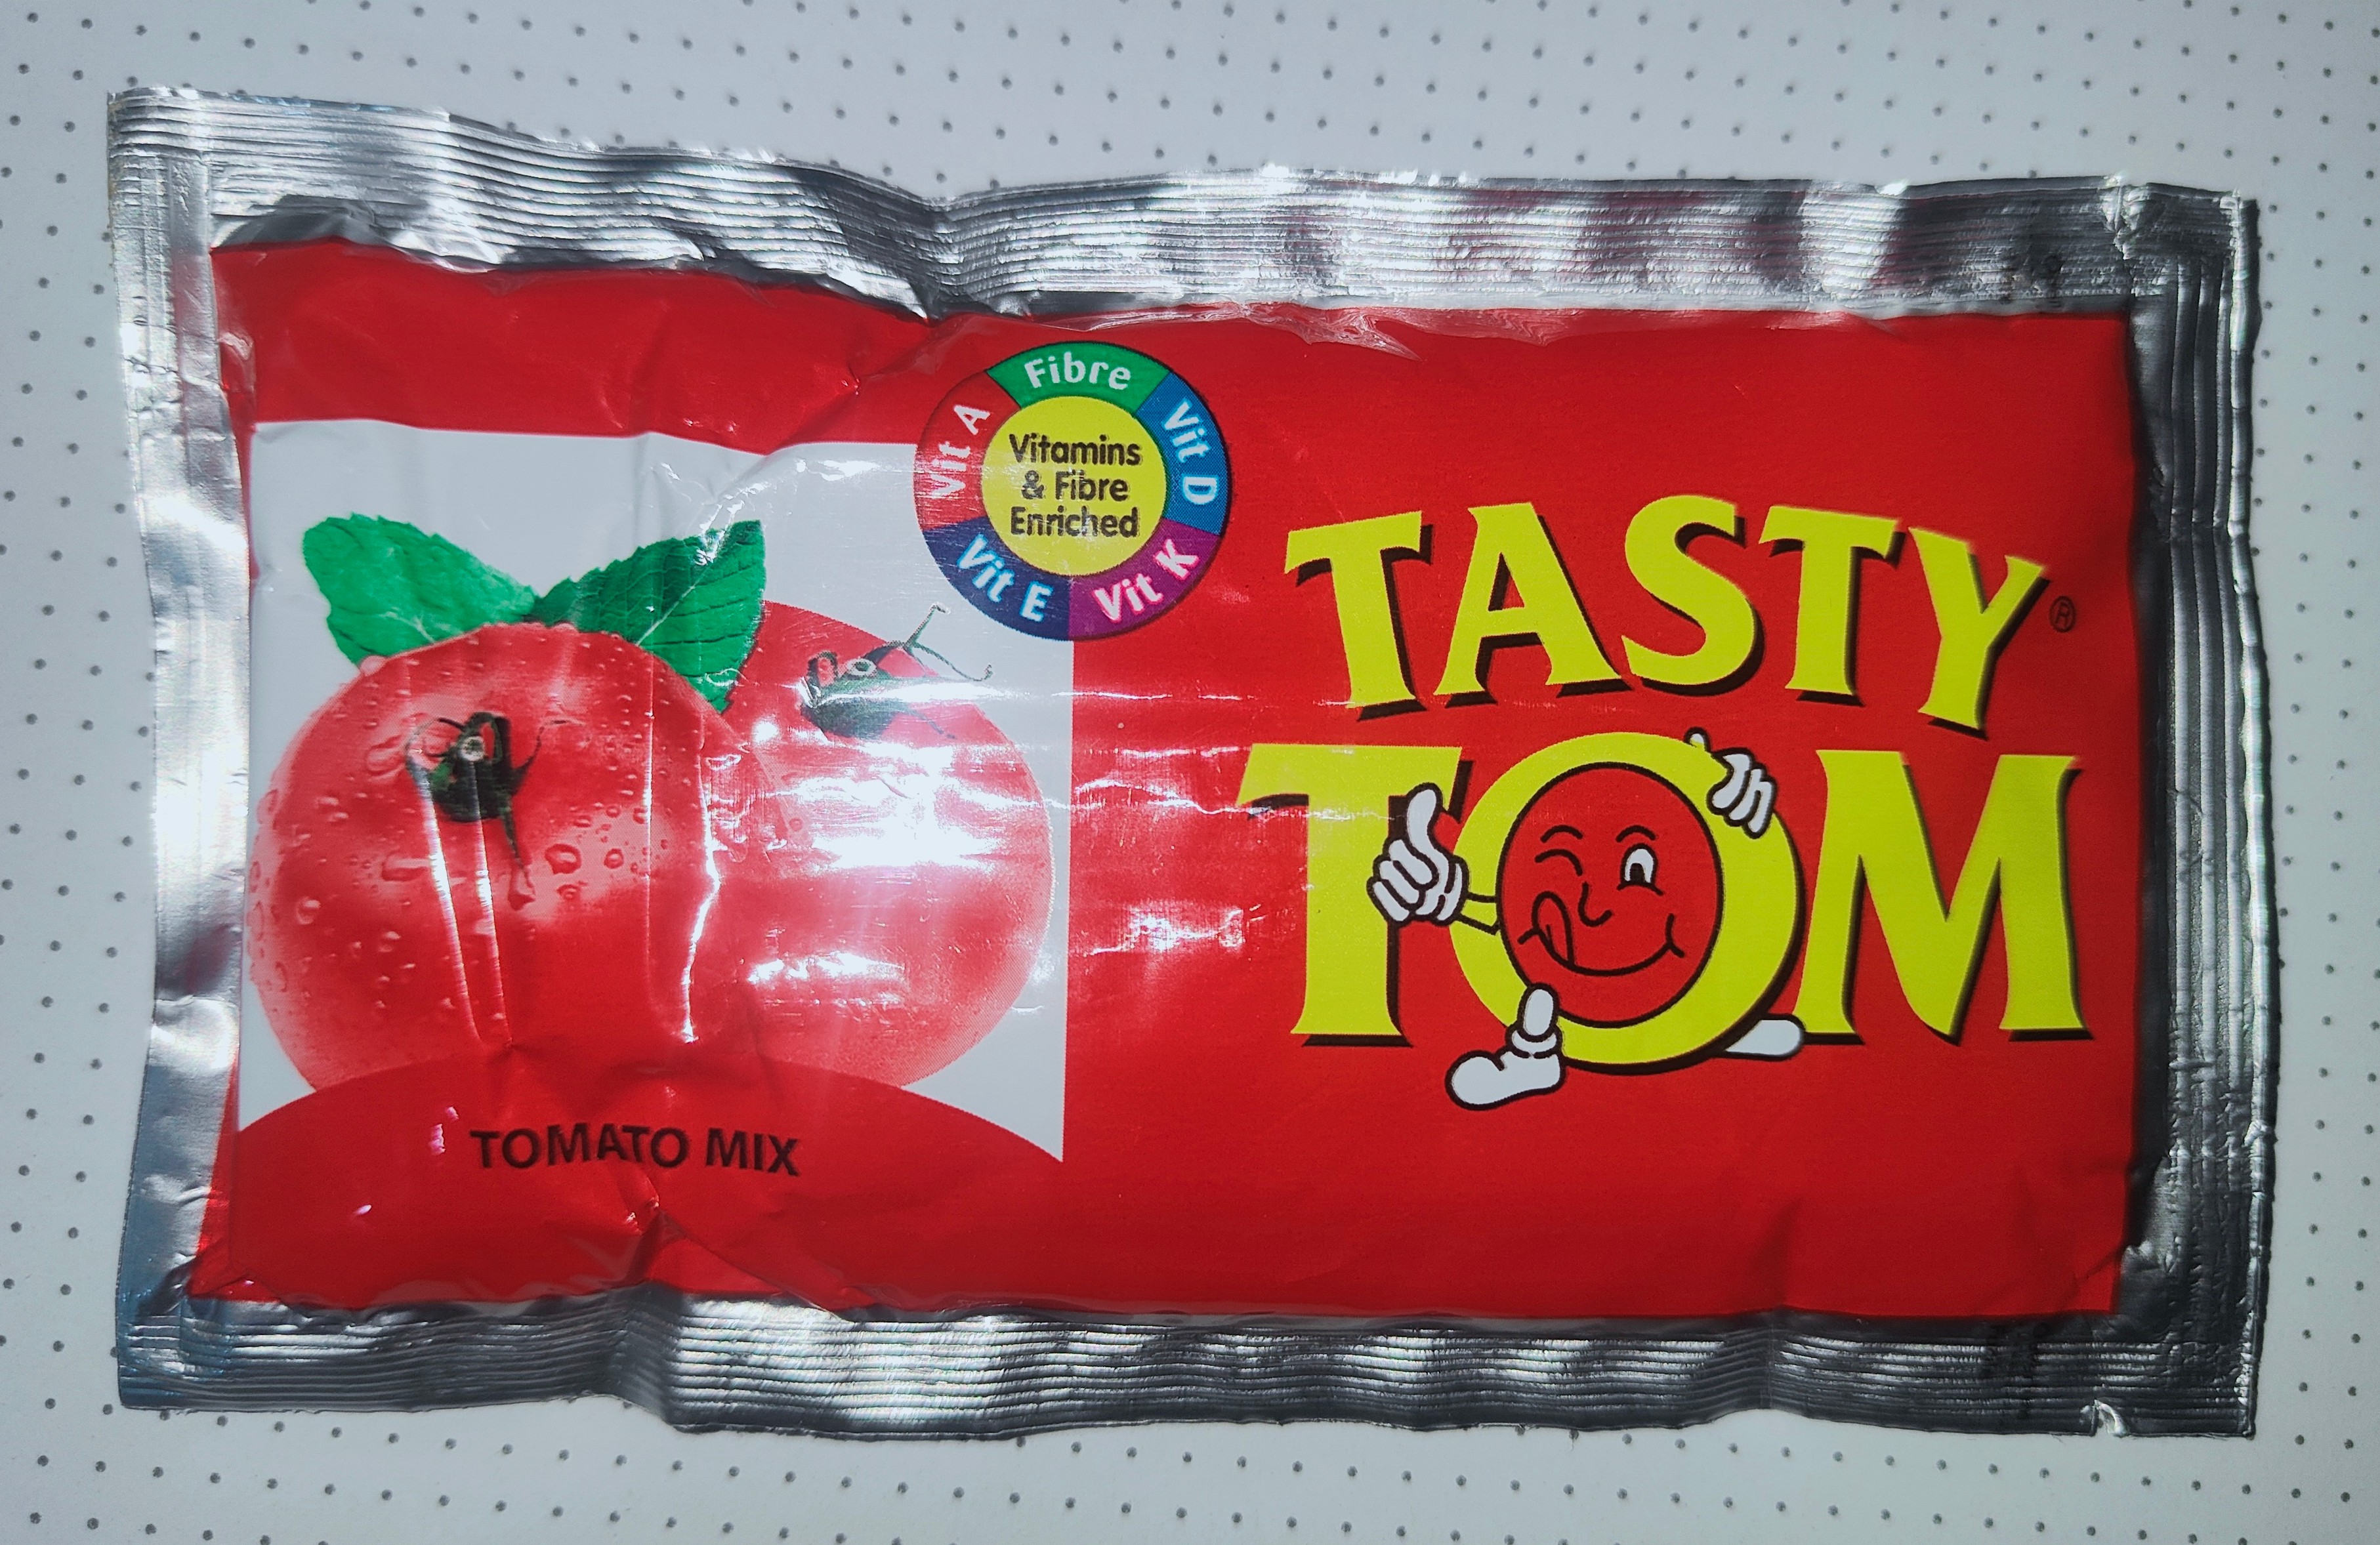 Fibre
Vit A
Vit D
Vitamins
& Fibre
Enriched
Vit E
Vit K
TASTY®
TOM
TOMATO MIX